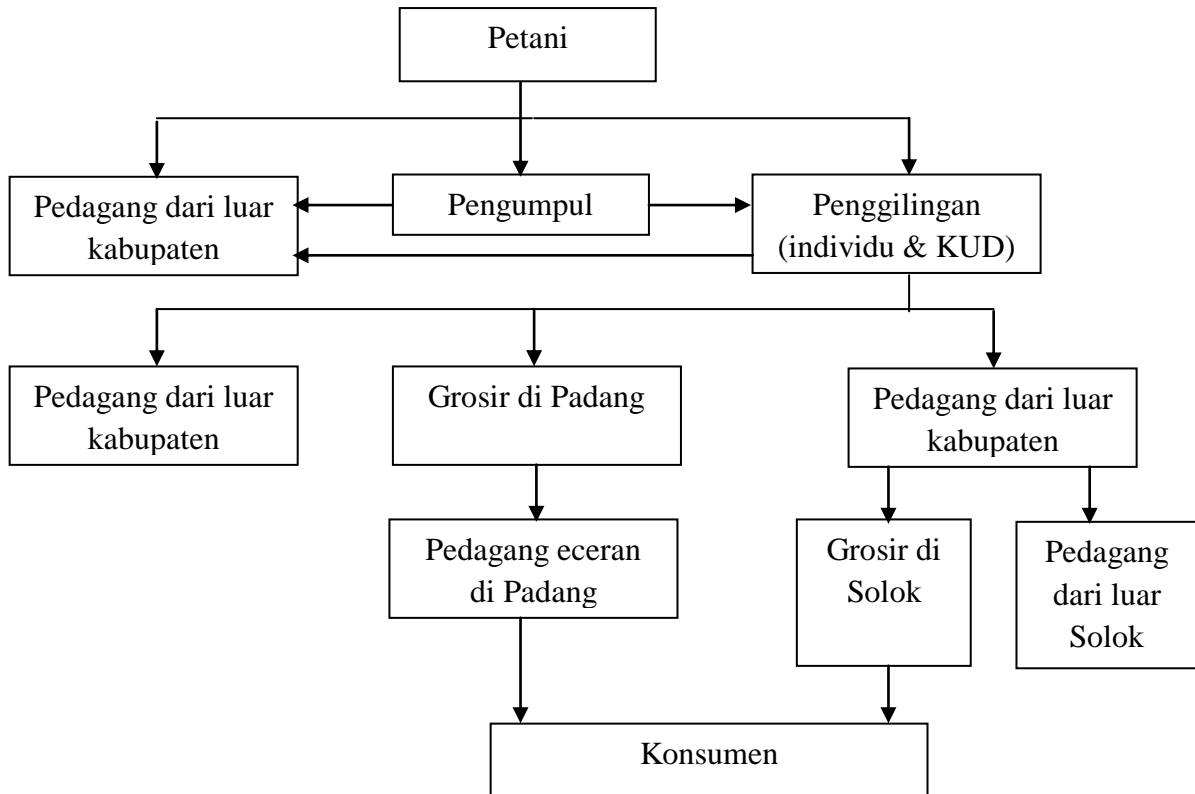 Petani
Pedagang dari luar
kabupaten
Pengumpul
Penggilingan
(individu & KUD)
Pedagang dari luar
kabupaten
Grosir di Padang
Pedagang dari luar
kabupaten
Pedagang eceran
di Padang
Grosir di
Solok
Pedagang
dari luar
Solok
Konsumen